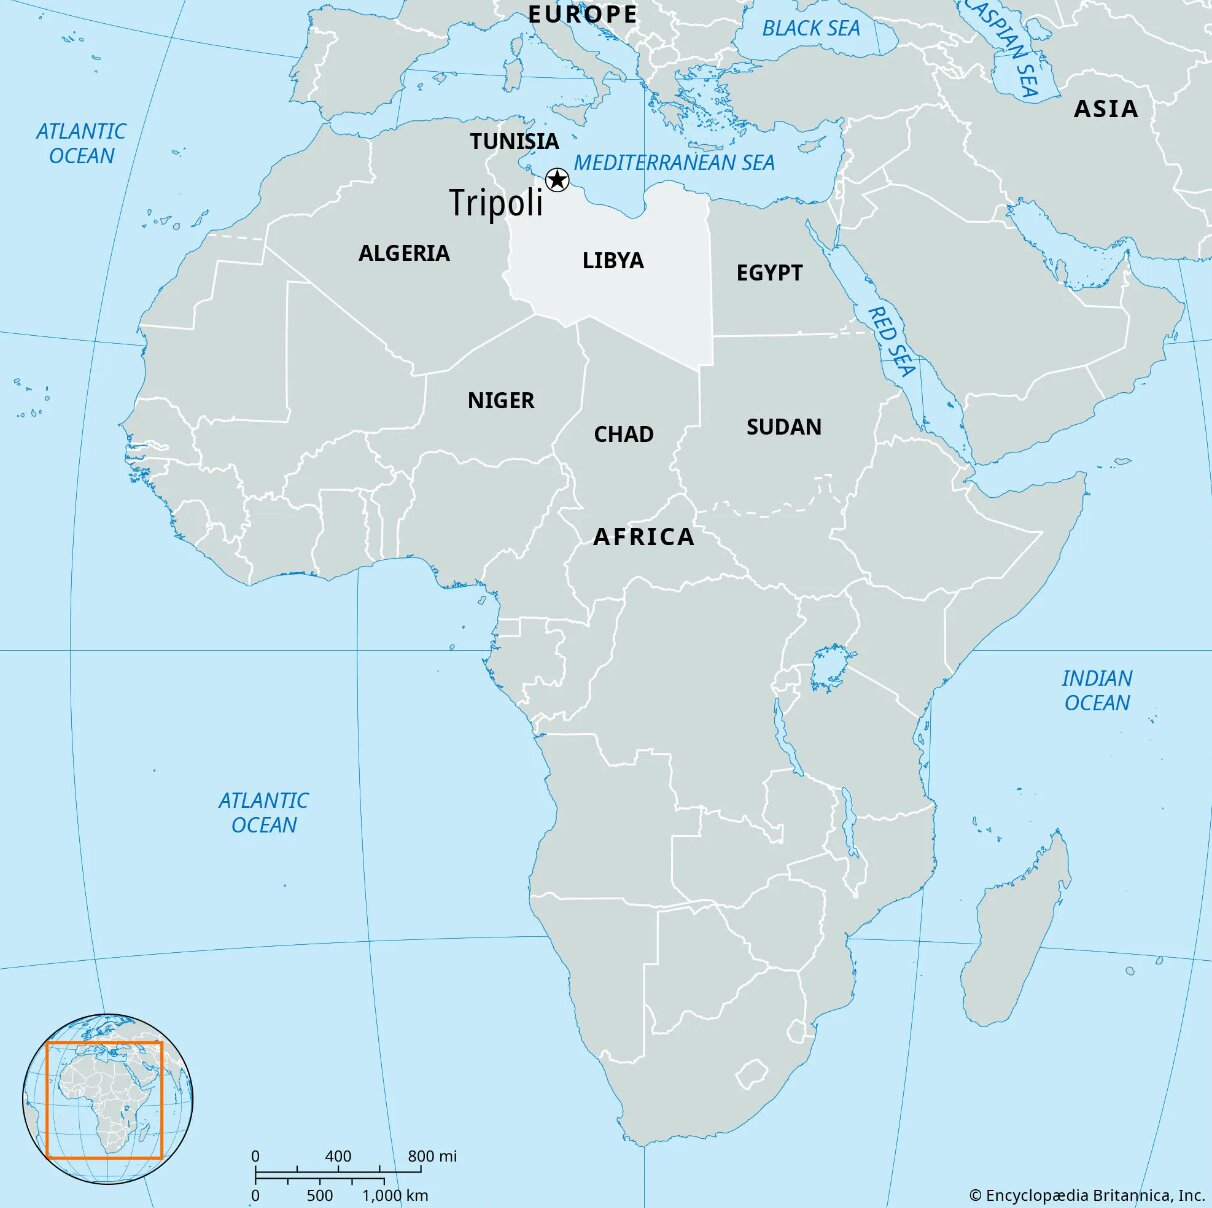 EUROPE
BLACK SEA
CASPIAN SEA
ASIA
ATLANTIC
OCEAN
TUNISIA
MEDITERRANEAN SEA
Tripoli
ALGERIA
LIBYA
EGYPT
RED SEA
NIGER
CHAD
SUDAN
AFRICA
INDIAN
OCEAN
ATLANTIC
OCEAN
0 400 800 mi
0 500 1,000 km
© Encyclopædia Britannica, Inc.